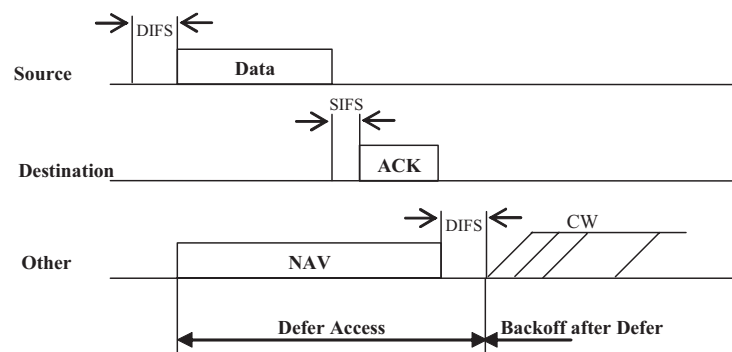 DIFS
Source
Data
SIFS
Destination
ACK
DIFS
CW
Other
NAV
Defer Access
Backoff after Defer